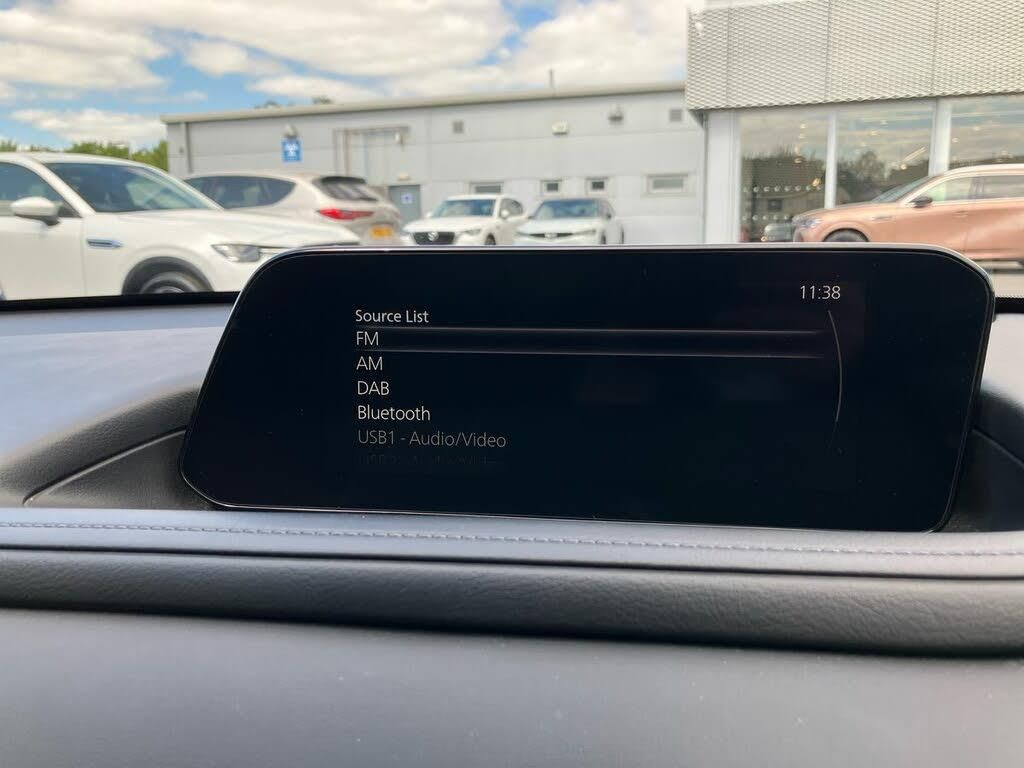 11:38
Source List
FM
AM
DAB
Bluetooth
USB1 - Audio/Video